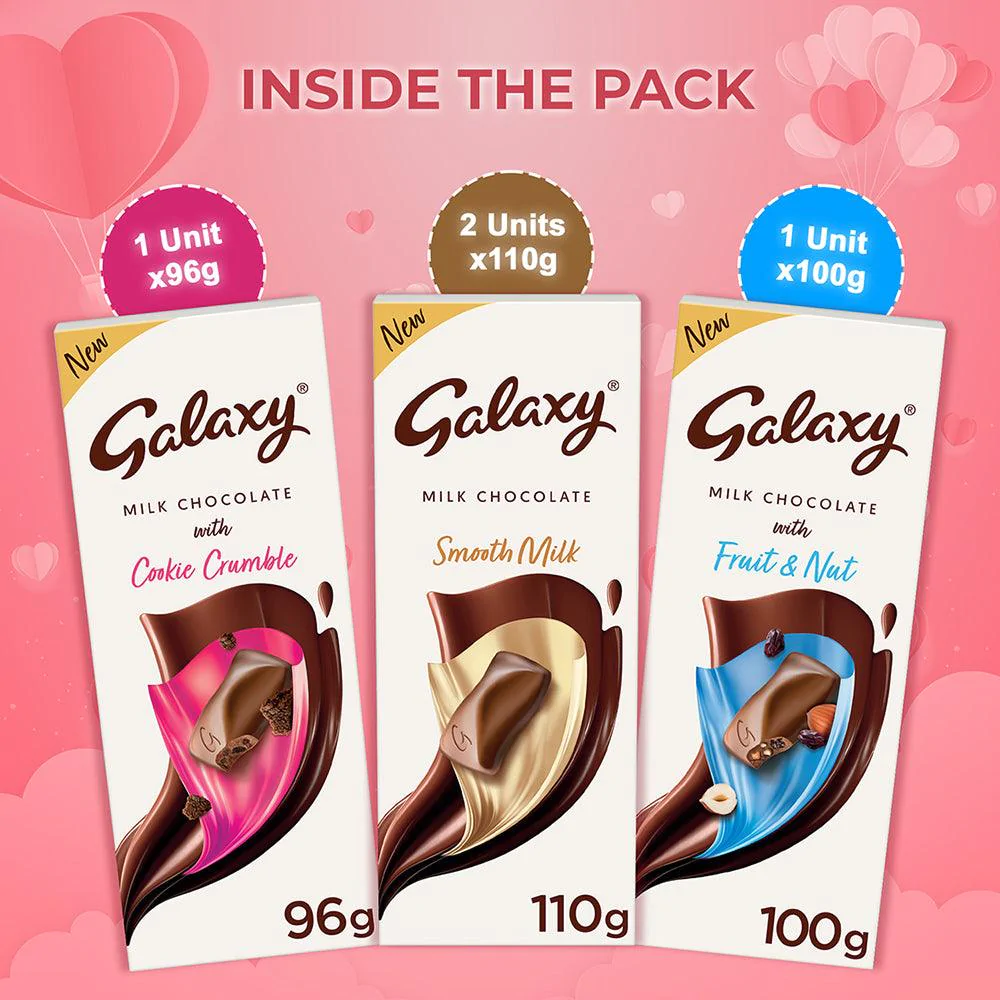 INSIDE THE PACK
1 Unit
x96g
2 Units
x110g
1 Unit
x100g
New
Galaxy®
MILK CHOCOLATE
with
Cookie Crumble
96g
New
Galaxy®
MILK CHOCOLATE
Smooth Milk
G
110g
New
Galaxy®
MILK CHOCOLATE
with
Fruit & Nut
100g